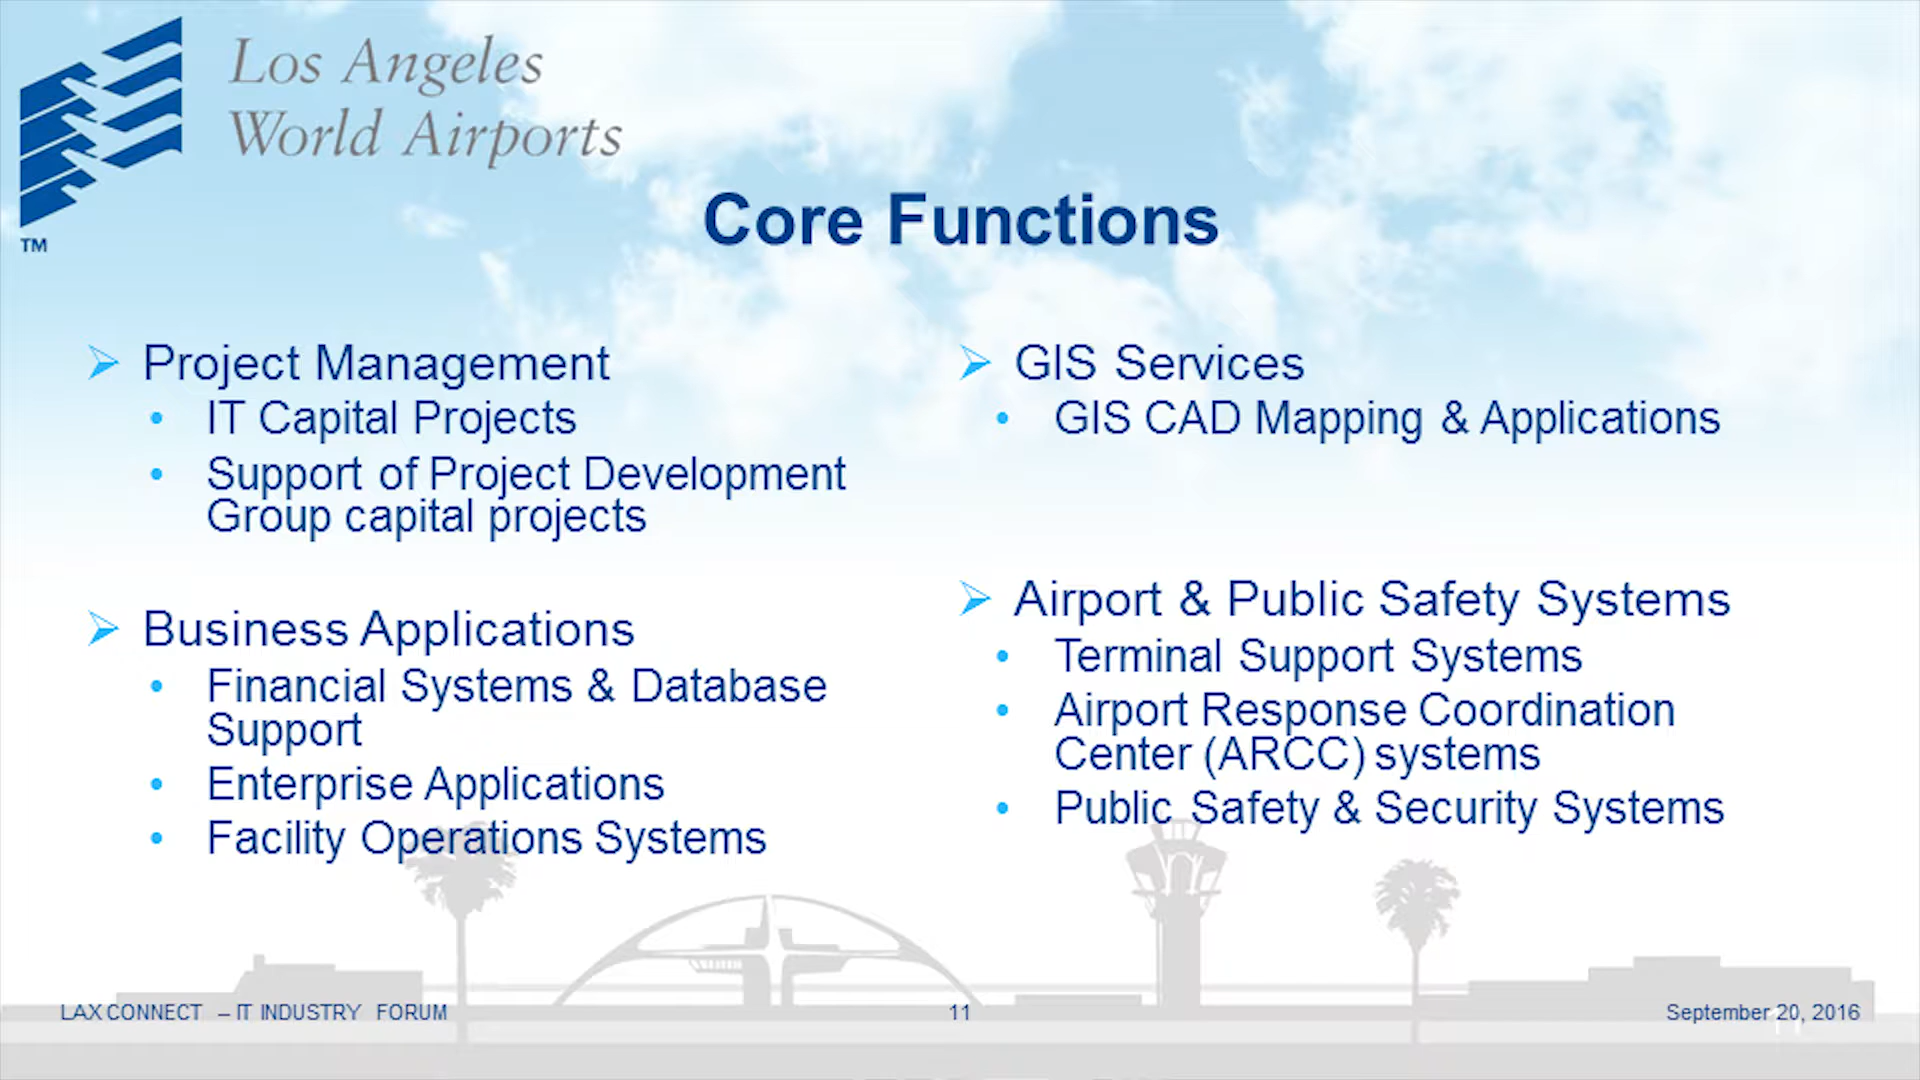 Los Angeles
World Airports
TM
Core Functions
Project Management
IT Capital Projects
Support of Project Development
Group capital projects
Business Applications
Financial Systems & Database
Support
Enterprise Applications
Facility Operations Systems
GIS Services
GIS CAD Mapping & Applications
Airport & Public Safety Systems
Terminal Support Systems
Airport Response Coordination
Center (ARCC) systems
Public Safety & Security Systems
LAX CONNECT – IT INDUSTRY FORUM
11
September 20, 2016
11